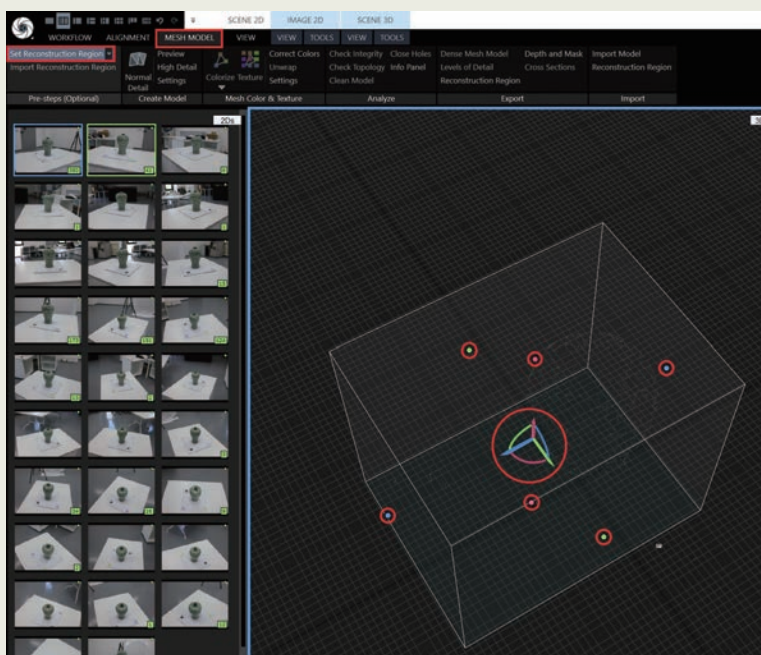 SCENE 2D IMAGE 2D SCENE 3D
WORKFLOW ALIGNMENT MESH MODEL VIEW VIEW TOOLS VIEW TOOLS
Set Reconstruction Region
Import Reconstruction Region
Pre-steps (Optional)
Normal
Detail
Preview
High Detail
Settings
Create Model
Colorize Texture
Correct Colors
Unwrap
Settings
Mesh Color & Texture
Check Integrity Close Holes
Check Topology Info Panel
Clean Model
Analyze
Dense Mesh Model Depth and Mask
Levels of Detail Cross Sections
Reconstruction Region
Export
Import Model
Reconstruction Region
Import
2Ds